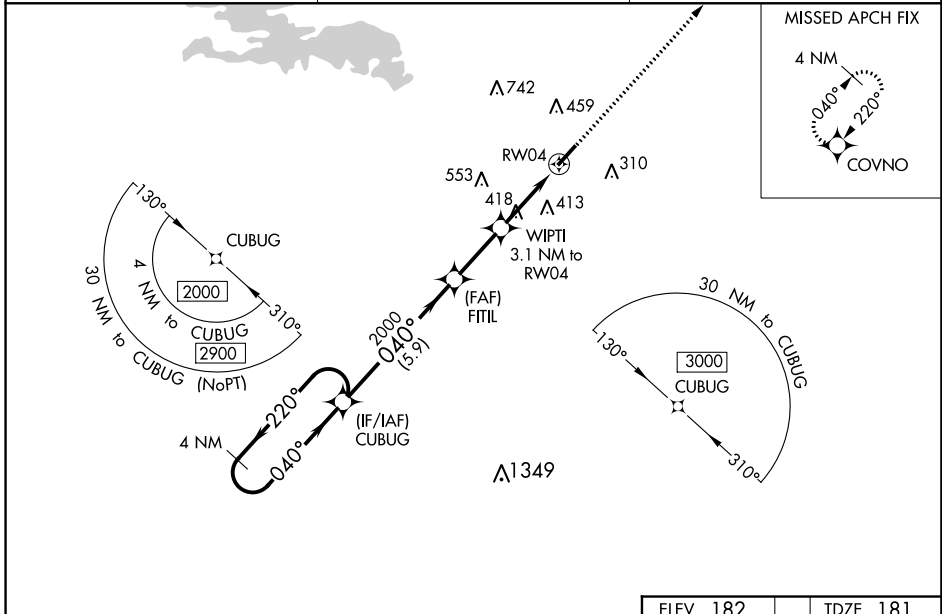 MISSED APCH FIX
4 NM
040°
220°
COVNO
742
459
RW04
310
553
418
413
WIPTI
3.1 NM to
RW04
(FAF)
FITIL
2000
040°
(5.9)
(IF/IAF)
CUBUG
220°
040°
4 NM
130°
CUBUG
2000
310°
4 NM to CUBUG
2900
30 NM to CUBUG (NoPT)
30 NM to CUBUG
130°
3000
CUBUG
310°
1349
ELEV 182
TDZE 181